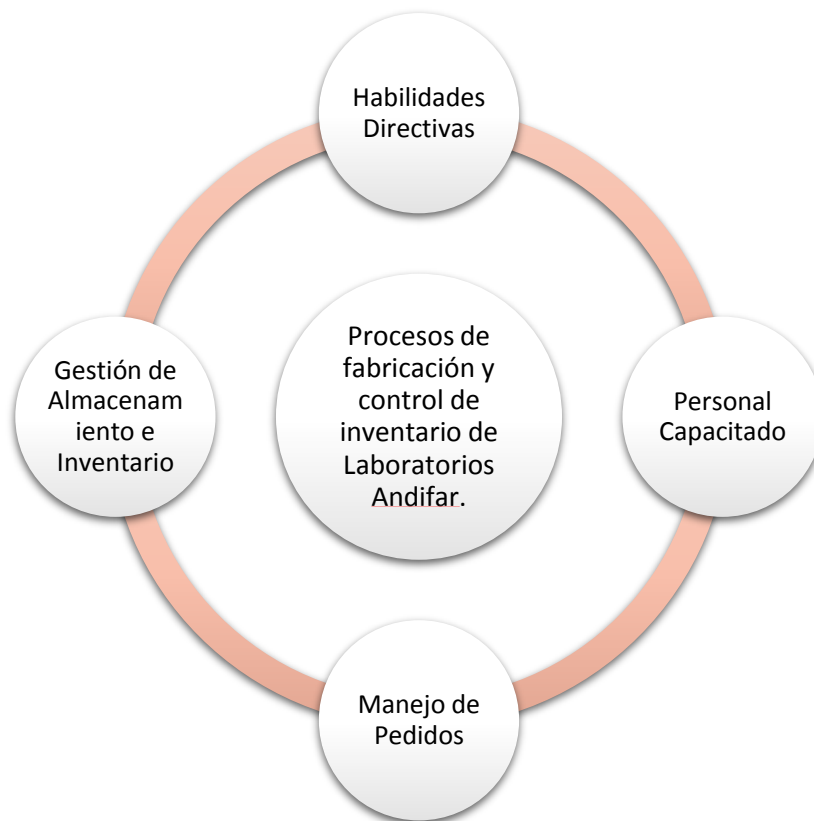 Habilidades
Directivas
Procesos de
fabricación y
control de
inventario de
Laboratorios
Andifar.
Gestión de
Almacenam
iento e
Inventario
Personal
Capacitado
Manejo de
Pedidos